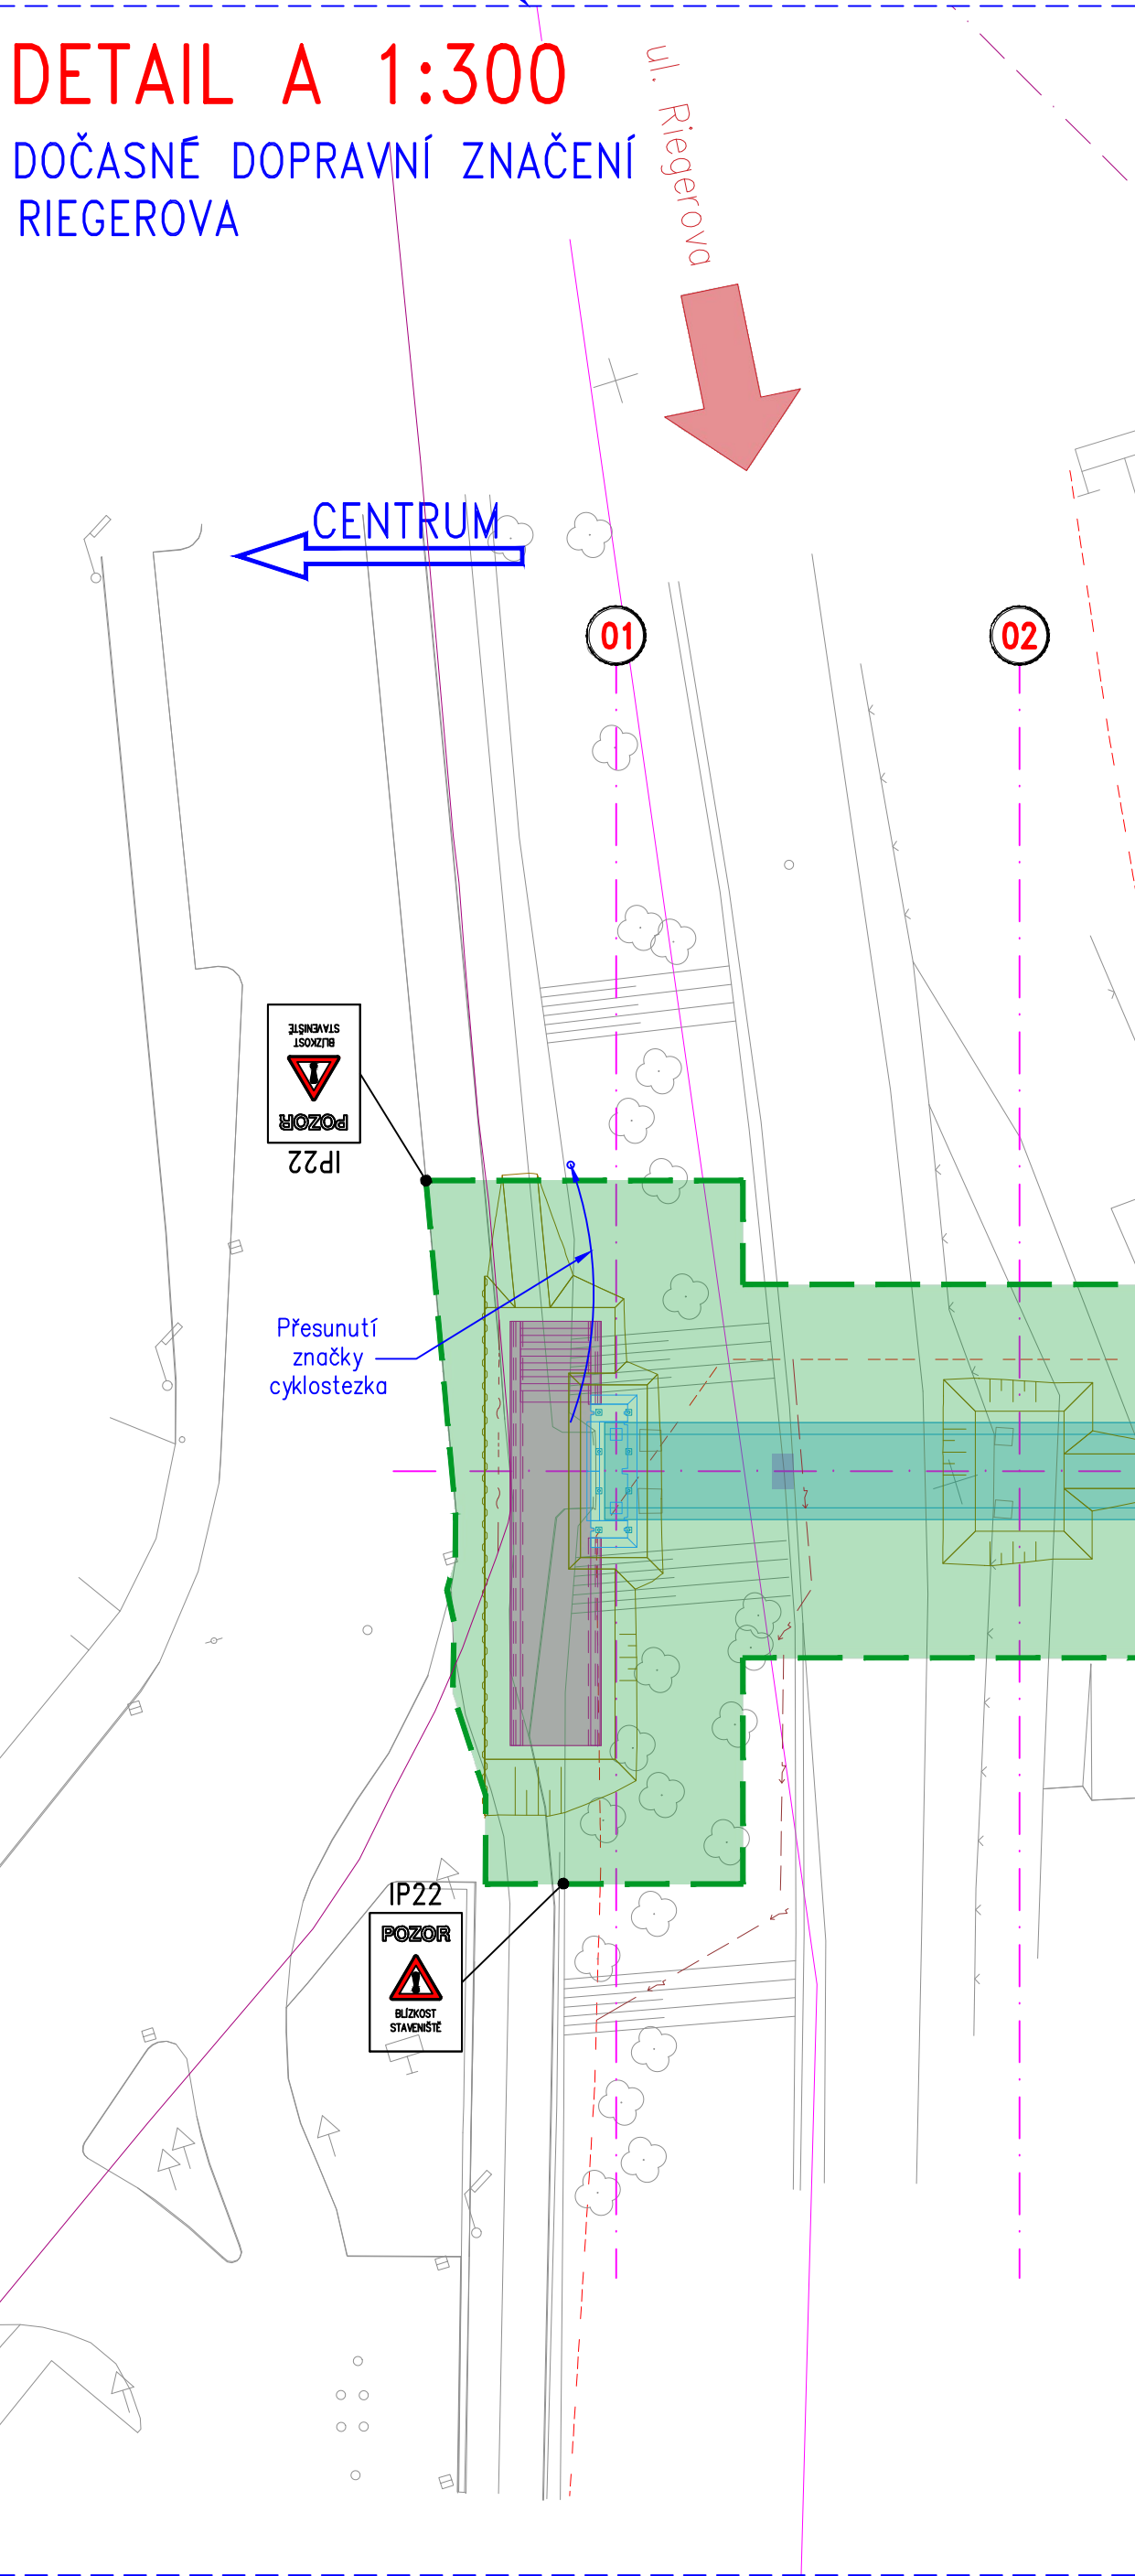 DETAIL A 1:300
DOČASNÉ DOPRAVNÍ ZNAČENÍ
RIEGEROVA
ul. Riegerova
CENTRUM
01
02
IP22
POZOR
BLÍZKOST
STAVENIŠTĚ
Přesunutí
značky
cyklostezka
IP22
POZOR
BLÍZKOST
STAVENIŠTĚ